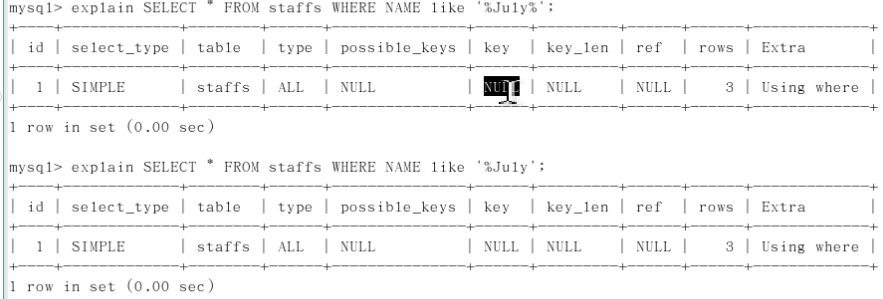 mysql> explain SELECT * FROM staffs WHERE NAME like '%July%';
+----+-------------+--------+------+---------------+------+---------+------+------+-------------+
| id | select_type | table | type | possible_keys | key | key_len | ref | rows | Extra |
+----+-------------+--------+------+---------------+------+---------+------+------+-------------+
| 1 | SIMPLE | staffs | ALL | NULL | NULL | NULL | NULL | 3 | Using where |
+----+-------------+--------+------+---------------+------+---------+------+------+-------------+
1 row in set (0.00 sec)
mysql> explain SELECT * FROM staffs WHERE NAME like '%July';
+----+-------------+--------+------+---------------+------+---------+------+------+-------------+
| id | select_type | table | type | possible_keys | key | key_len | ref | rows | Extra |
+----+-------------+--------+------+---------------+------+---------+------+------+-------------+
| 1 | SIMPLE | staffs | ALL | NULL | NULL | NULL | NULL | 3 | Using where |
+----+-------------+--------+------+---------------+------+---------+------+------+-------------+
1 row in set (0.00 sec)